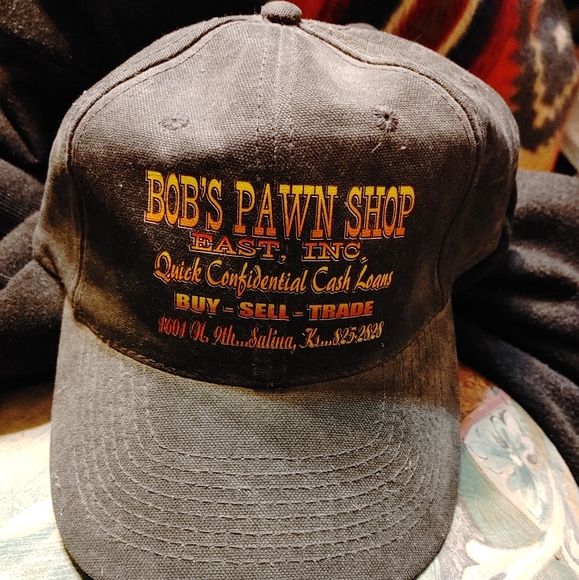 BOB'S PAWN SHOP
EAST, INC.
Quick Confidential Cash Loans
BUY - SELL - TRADE
1601 N. 9th...Salina, Ks...825-2828